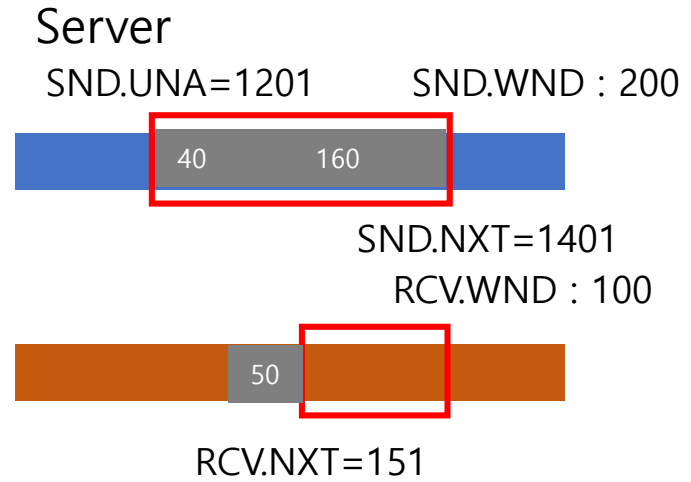 Server
SND.UNA=1201 SND.WND : 200
40 160
SND.NXT=1401
RCV.WND : 100
50
RCV.NXT=151